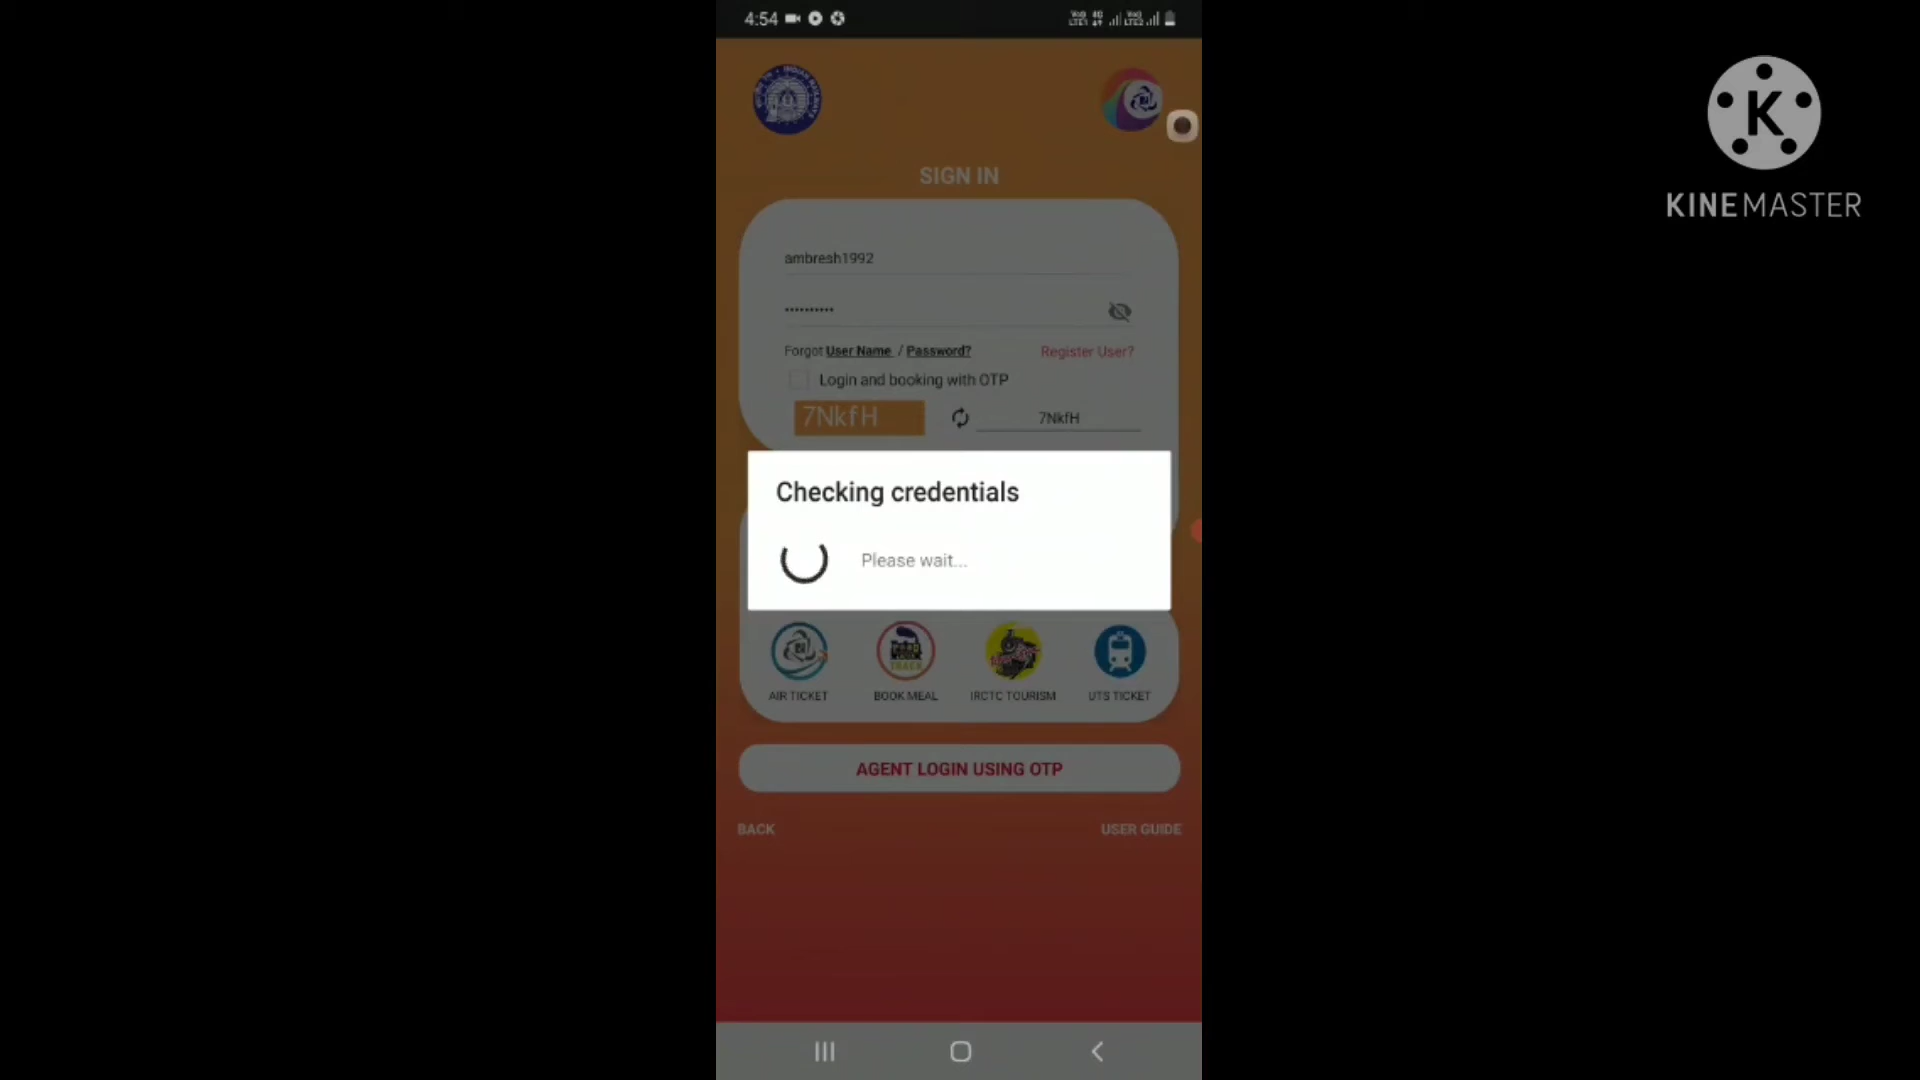 4:54
KINEMASTER
SIGN IN
ambresh1992
Forgot User Name / Password?
Register User?
Login and booking with OTP
7NkfH
7NkfH
Checking credentials
Please wait...
AIR TICKET
BOOK MEAL
IRCTC TOURISM
UTS TICKET
AGENT LOGIN USING OTP
BACK
USER GUIDE